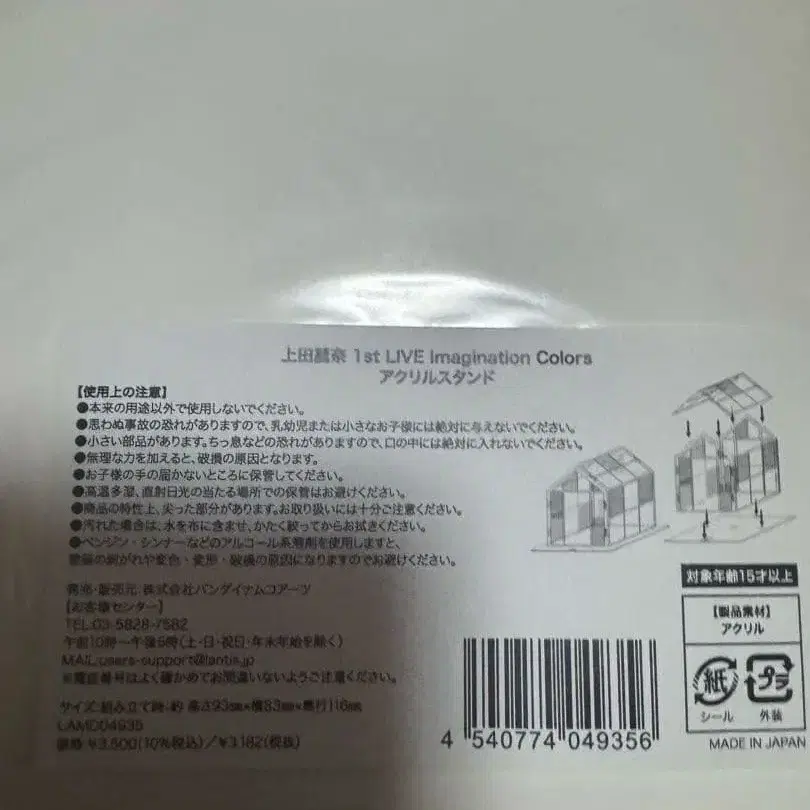 上田麗奈 1st LIVE Imagination Colors
アクリルスタンド
【使用上の注意】
●本来の用途以外で使用しないでください。
●思わぬ事故の恐れがありますので、乳幼児または小さなお子様には絶対に与えないでください。
●小さい部品があります。ちっ息などの恐れがありますので、口の中には絶対に入れないでください。
●無理な力を加えると、破損の原因となります。
●お子様の手の届かないところに保管してください。
●高温多湿、直射日光の当たる場所での保管はお避けください。
●商品の特性上、尖った部分があります。お取り扱いには十分ご注意ください。
●汚れた場合は、水を布に含ませ、かたく絞ってからお拭きください。
●ベンジン・シンナーなどのアルコール系溶剤を使用しますと、
塗膜の剥がれや変色・変形・破損の原因になりますのでお避けください。
発売・販売元 株式会社バンダイナムコアーツ
【お客様センター】
TEL:03-5828-7582
午前10時〜午後5時(土・日・祝日・年末年始を除く)
MAIL:users-support@lantis.jp
※電話番号はよく確かめてお間違いないようご注意ください。
サイズ:組み立て時:約 高さ93mm×横83mm×奥行116mm
LAMD04935
価格 ¥3,500(10%税込)/¥3,182(税抜)
対象年齢15才以上
【製品素材】
アクリル
紙 プラ
シール 外装
4 540774 049356
MADE IN JAPAN